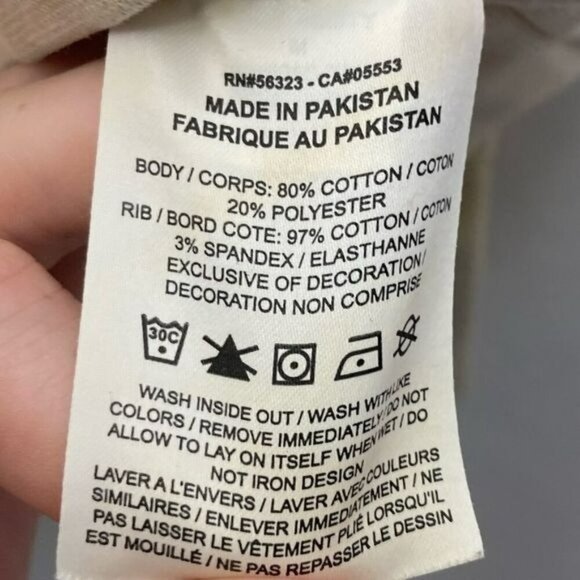 RN#56323 - CA#05553
MADE IN PAKISTAN
FABRIQUE AU PAKISTAN
BODY / CORPS: 80% COTTON / COTON
20% POLYESTER
RIB / BORD COTE: 97% COTTON / COTON
3% SPANDEX / ELASTHANNE
EXCLUSIVE OF DECORATION /
DECORATION NON COMPRISE
30C
WASH INSIDE OUT / WASH WITH LIKE
COLORS / REMOVE IMMEDIATELY / DO NOT
ALLOW TO LAY ON ITSELF WHEN WET / DO
NOT IRON DESIGN
LAVER A L'ENVERS / LAVER AVEC COULEURS
SIMILAIRES / ENLEVER IMMEDIATEMENT / NE
PAS LAISSER LE VÊTEMENT PLIÉ LORSQU'IL
EST MOUILLÉ / NE PAS REPASSER LE DESSIN